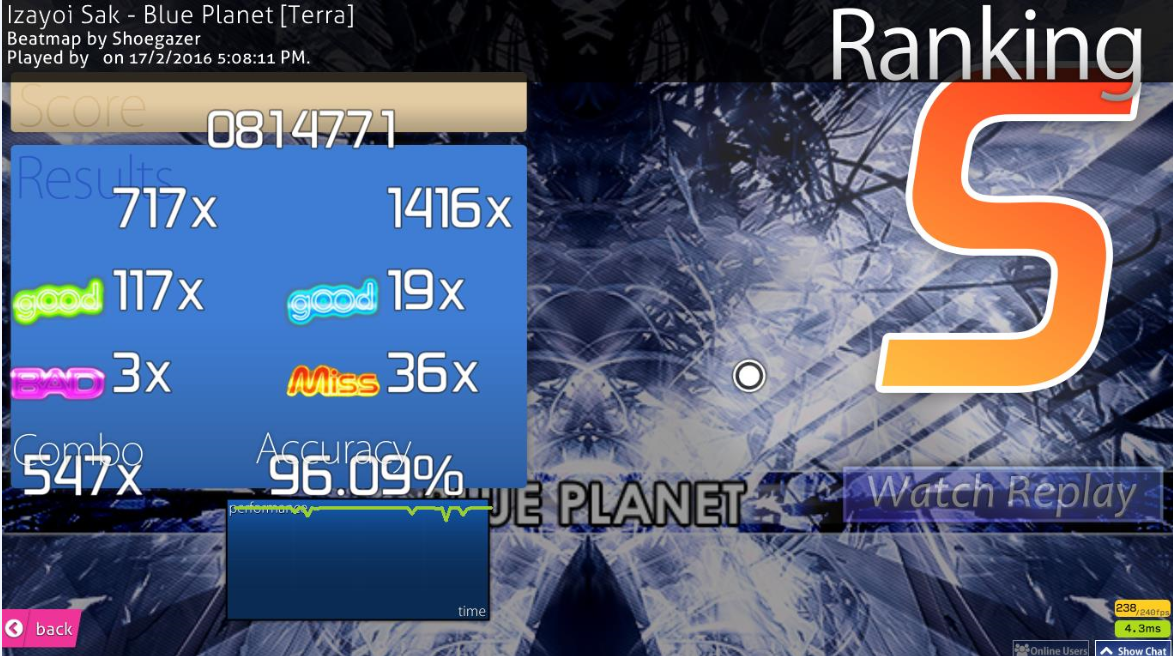 Izayoi Sak - Blue Planet [Terra]
Beatmap by Shoegazer
Played by on 17/2/2016 5:08:11 PM.
Ranking
Score
0814771
Results
717x 1416x
good 117x good 19x
BAD 3x Miss 36x
Combo Accuracy
547x 96.09%
UE PLANET
Watch Replay
performance
time
back
238/240fps
4.3ms
Online Users Show Chat